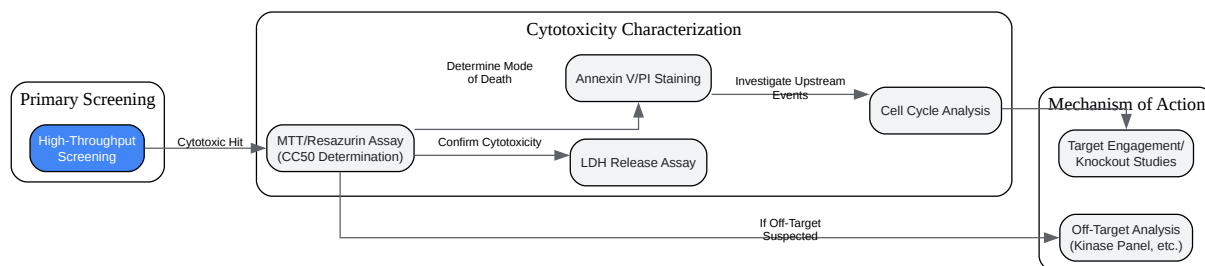 Cytotoxicity Characterization
Determine Mode
of Death
Annexin V/PI Staining
Investigate Upstream
Events
Primary Screening
Mechanism of Action
Cell Cycle Analysis
High-Throughput
Screening
Cytotoxic Hit
MTT/Resazurin Assay
(CC50 Determination)
Confirm Cytotoxicity
LDH Release Assay
Target Engagement/
Knockout Studies
If Off-Target
Suspected
Off-Target Analysis
(Kinase Panel, etc.)